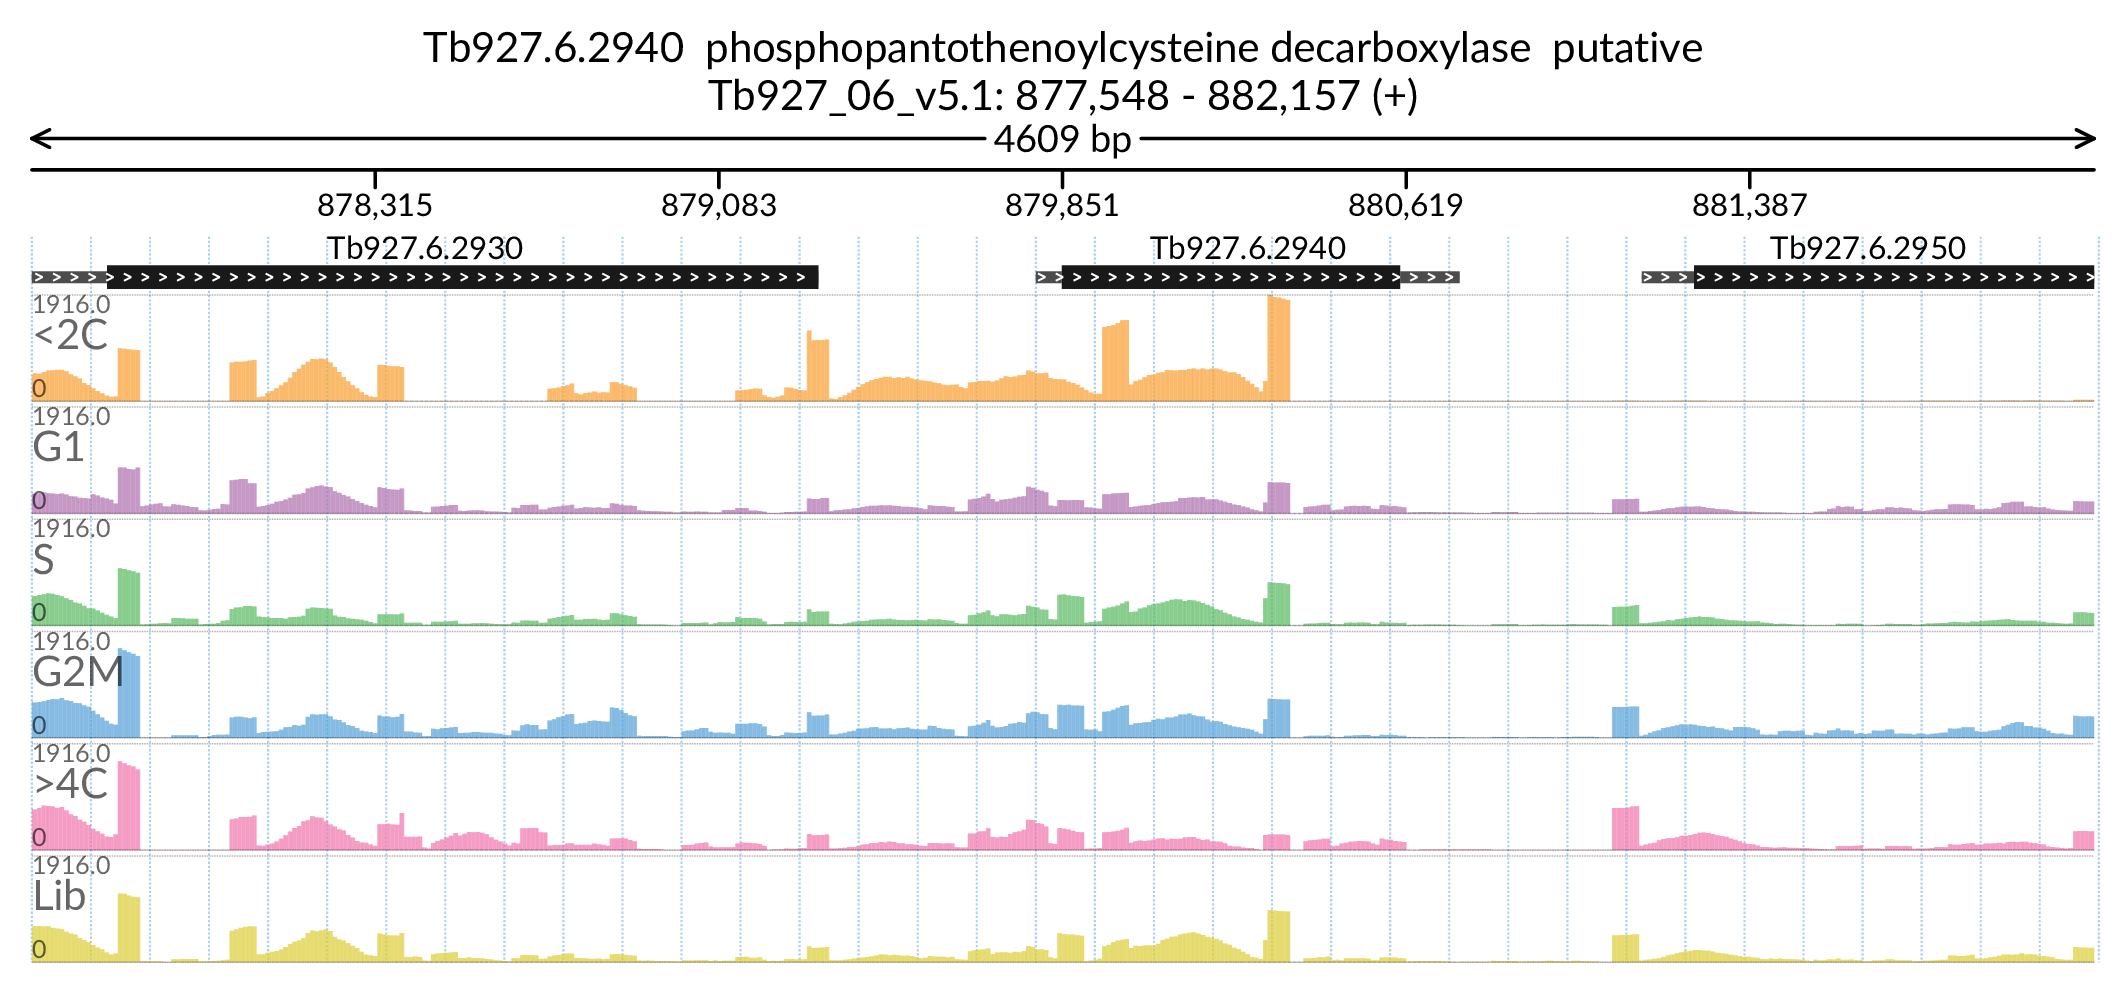 Tb927.6.2940  phosphopantothenoylcysteine decarboxylase  putative
Tb927_06_v5.1: 877,548 - 882,157 (+)
4609 bp
878,315 879,083 879,851 880,619 881,387
Tb927.6.2930 Tb927.6.2940 Tb927.6.2950
1916.0
<2C
0
1916.0
G1
0
1916.0
S
0
1916.0
G2M
0
1916.0
>4C
0
1916.0
Lib
0